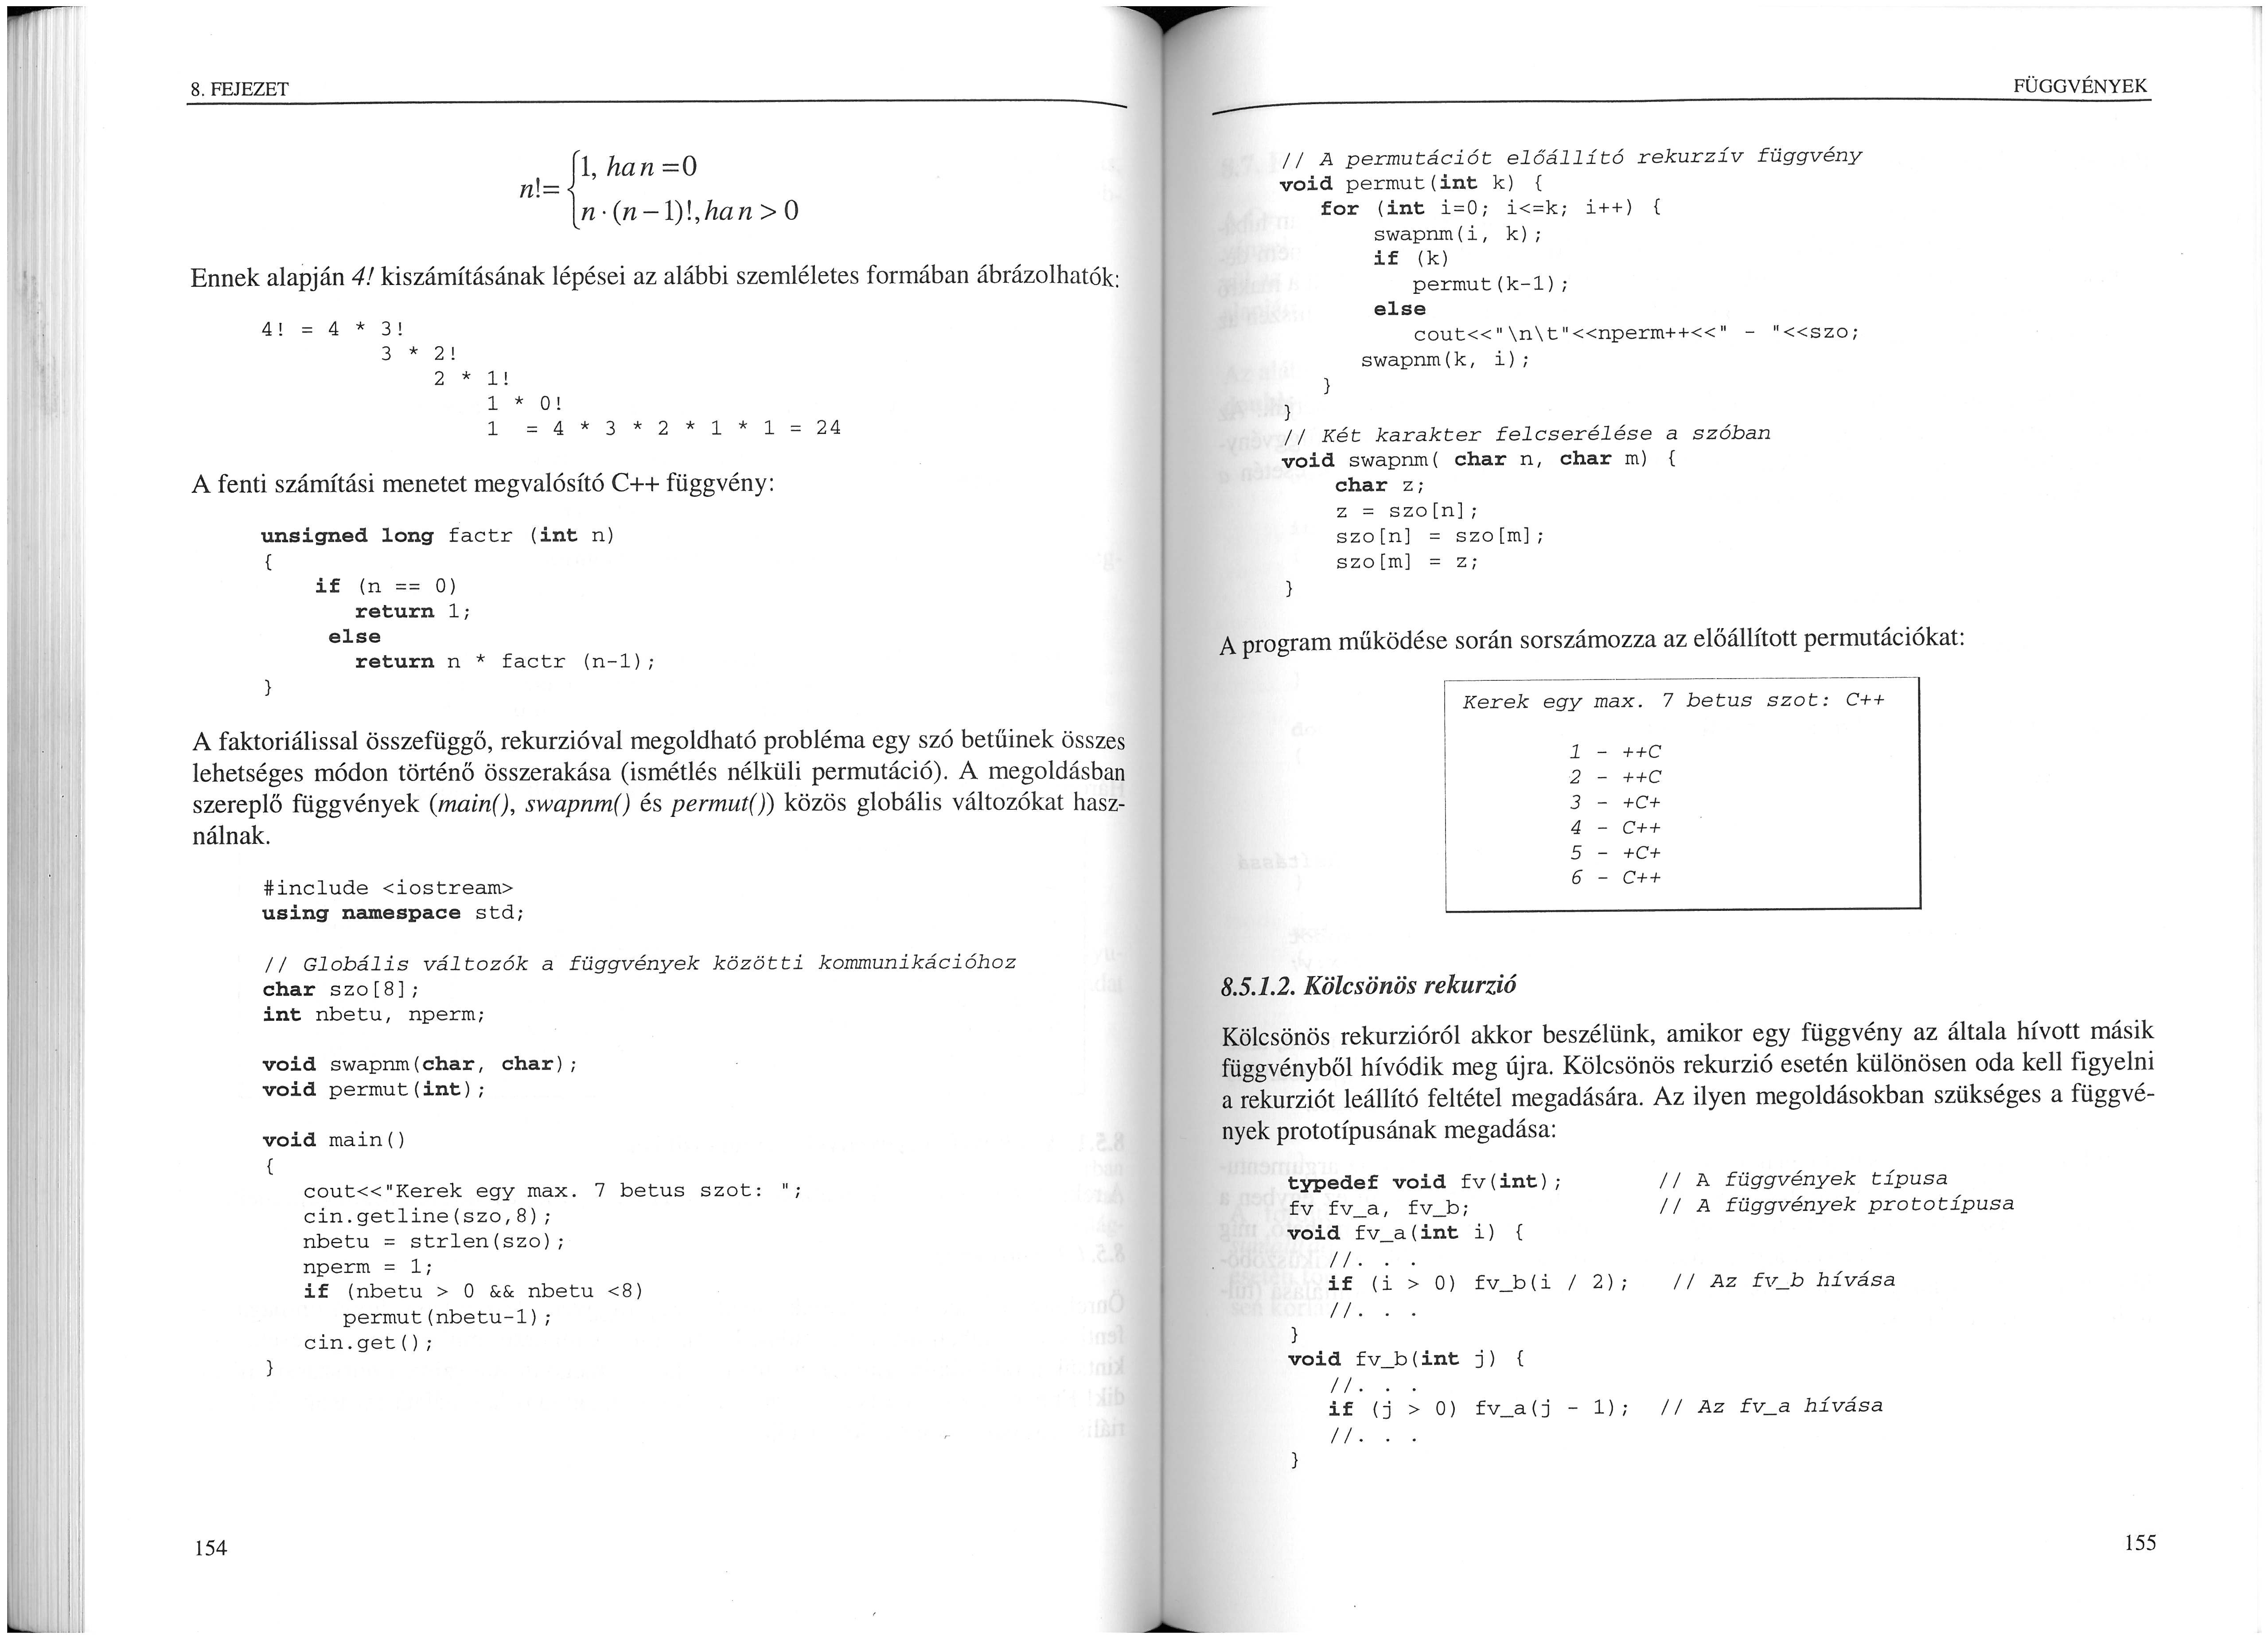 8. FEJEZET
n!= {1, ha n =0
n · (n – 1)!, ha n > 0
Ennek alapján 4! kiszámításának lépései az alábbi szemléletes formában ábrázolhatók:
4! = 4 * 3!
3 * 2!
2 * 1!
1 * 0!
1 = 4 * 3 * 2 * 1 * 1 = 24
A fenti számítási menetet megvalósító C++ függvény:
unsigned long factr (int n)
{
if (n == 0)
return 1;
else
return n * factr (n-1);
}
A faktoriálissal összefüggő, rekurzióval megoldható probléma egy szó betűinek összes
lehetséges módon történő összerakása (ismétlés nélküli permutáció). A megoldásban
szereplő függvények (main(), swapnm() és permut()) közös globális változókat hasz-
nálnak.
#include <iostream>
using namespace std;
// Globális változók a függvények közötti kommunikációhoz
char szo[8];
int nbetu, nperm;
void swapnm(char, char);
void permut(int);
void main()
{
cout<<"Kerek egy max. 7 betus szot: ";
cin.getline(szo,8);
nbetu = strlen(szo);
nperm = 1;
if (nbetu > 0 && nbetu <8)
permut(nbetu-1);
cin.get();
}
154
FÜGGVÉNYEK
// A permutációt előállító rekurzív függvény
void permut(int k) {
for (int i=0; i<=k; i++) {
swapnm(i, k);
if (k)
permut(k-1);
else
cout<<"\n\t"<<nperm++<<" - "<<szo;
swapnm(k, i);
}
}
// Két karakter felcserélése a szóban
void swapnm( char n, char m) {
char z;
z = szo[n];
szo[n] = szo[m];
szo[m] = z;
}
A program működése során sorszámozza az előállított permutációkat:
Kerek egy max. 7 betus szot: C++
1 - ++C
2 - ++C
3 - +C+
4 - C++
5 - +C+
6 - C++
8.5.1.2. Kölcsönös rekurzió
Kölcsönös rekurzióról akkor beszélünk, amikor egy függvény az általa hívott másik
függvényből hívódik meg újra. Kölcsönös rekurzió esetén különösen oda kell figyelni
a rekurziót leállító feltétel megadására. Az ilyen megoldásokban szükséges a függvé-
nyek prototípusának megadása:
typedef void fv(int); // A függvények típusa
fv fv_a, fv_b; // A függvények prototípusa
void fv_a(int i) {
//. . .
if (i > 0) fv_b(i / 2); // Az fv_b hívása
//. . .
}
void fv_b(int j) {
//. . .
if (j > 0) fv_a(j - 1); // Az fv_a hívása
//. . .
}
155